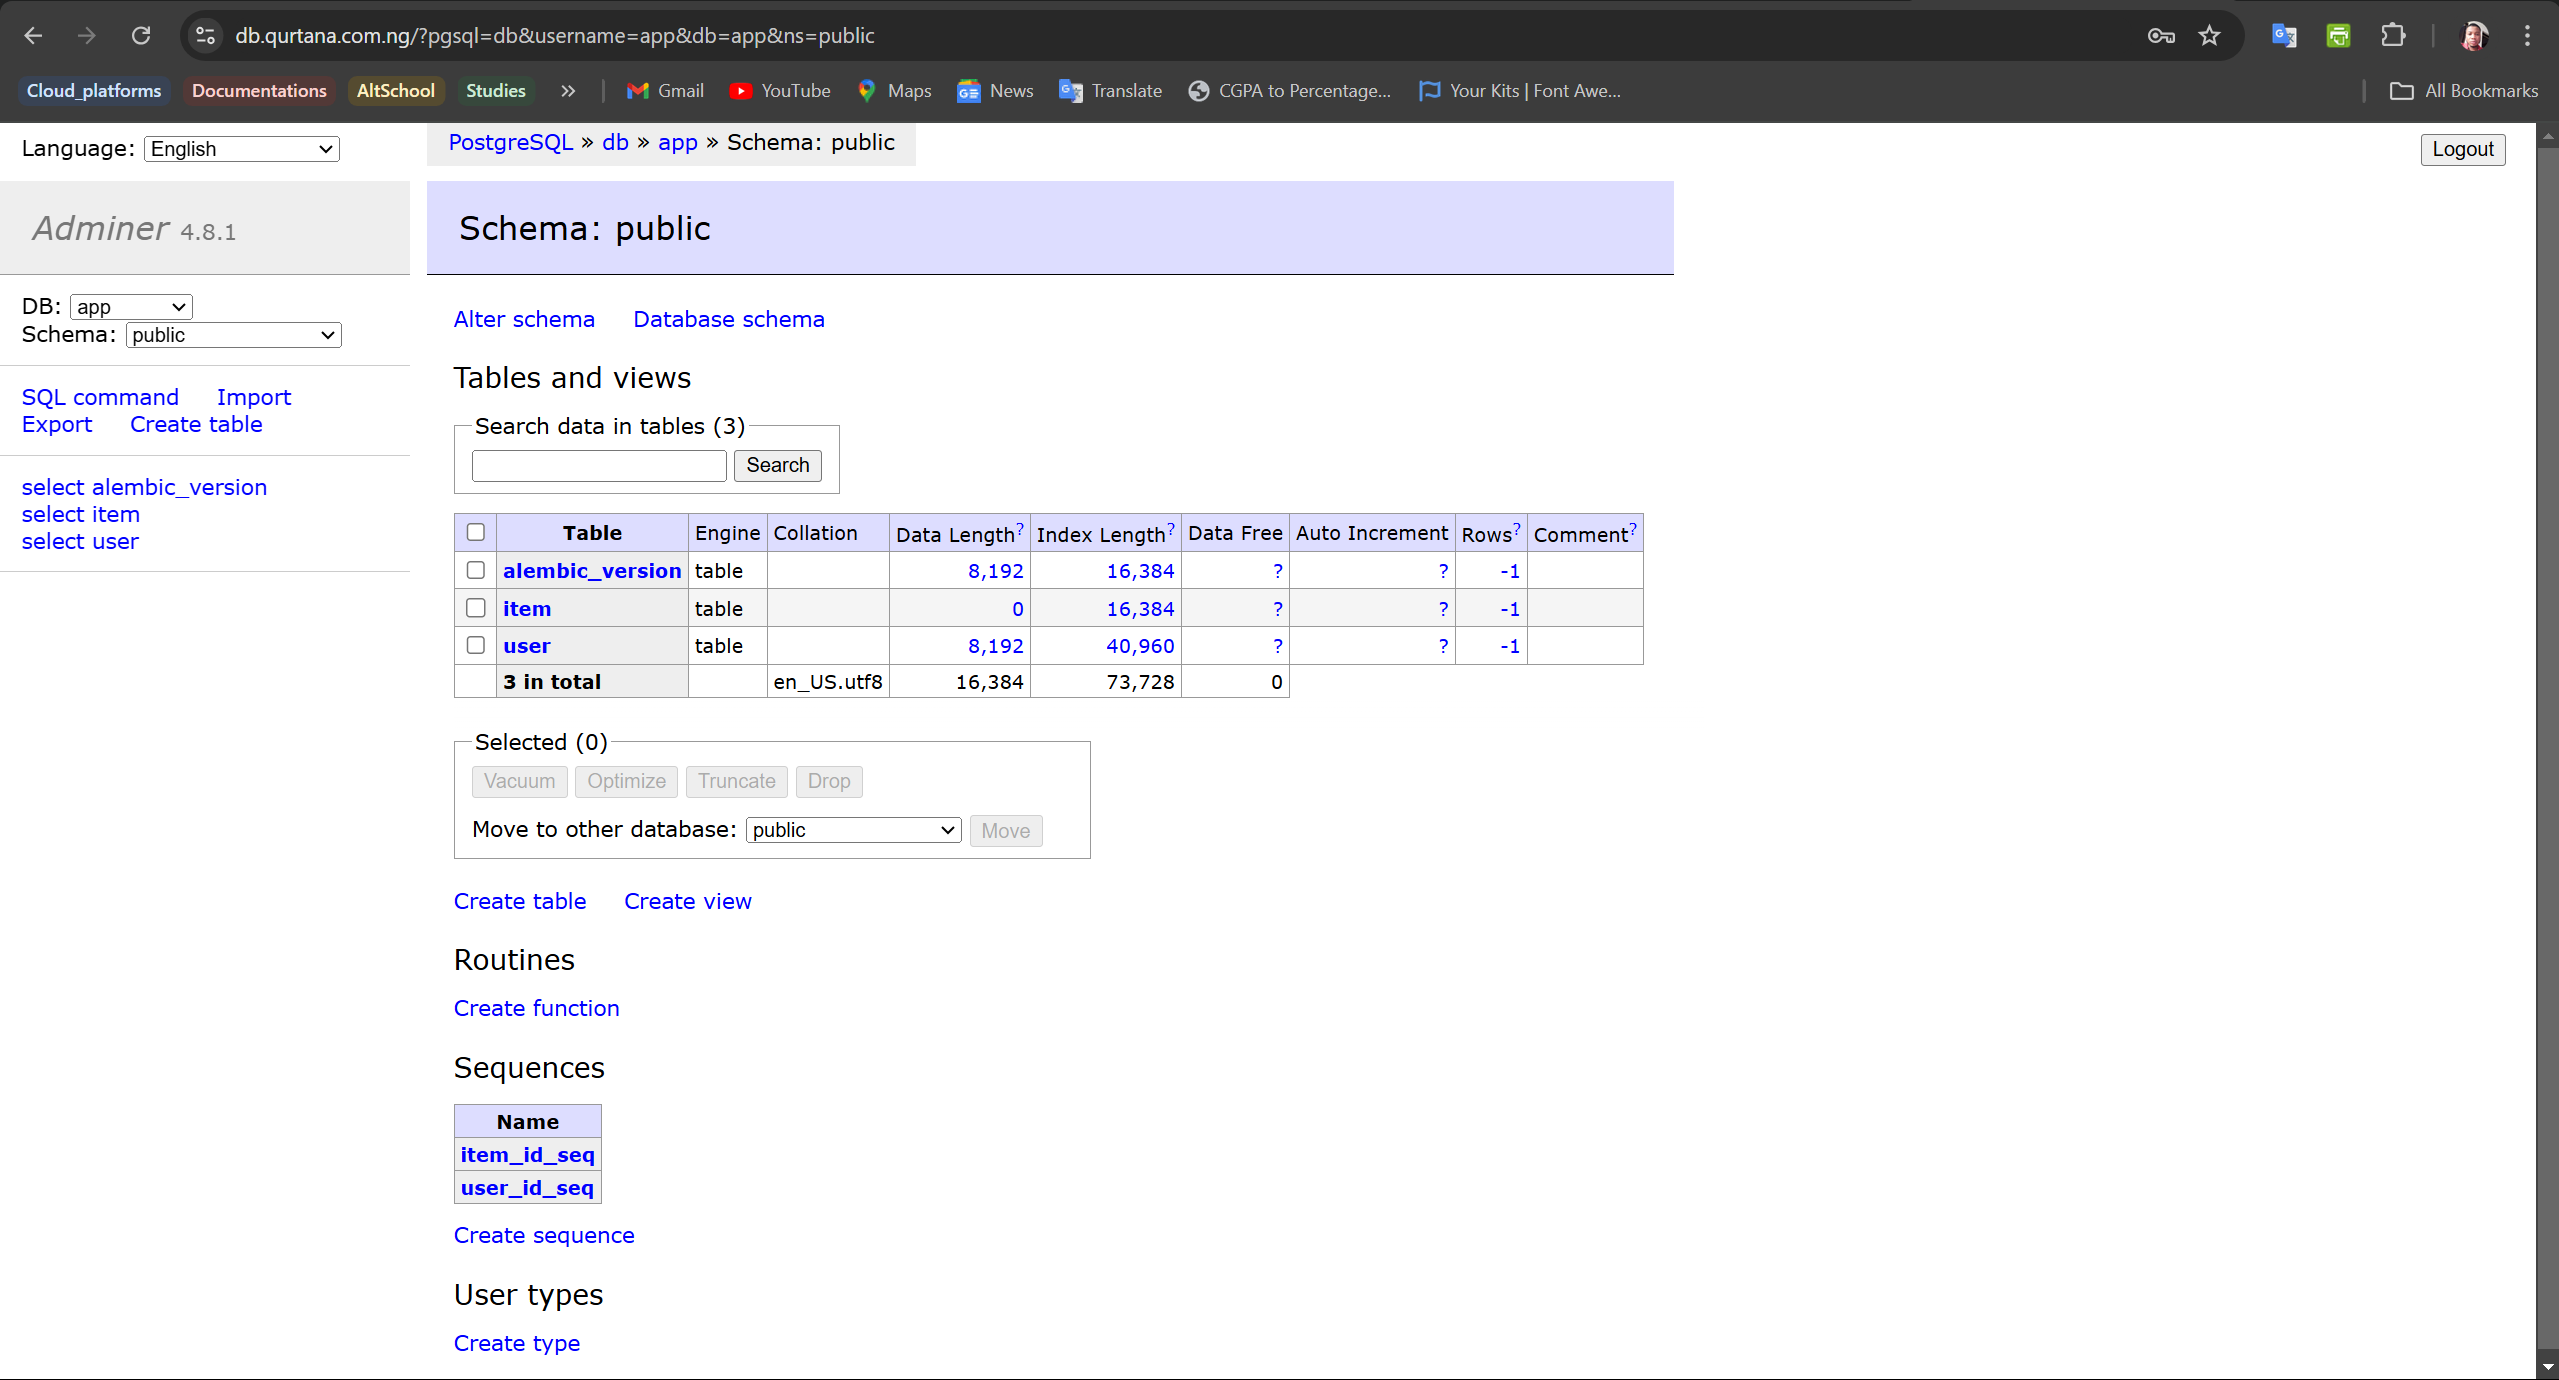 db.qurtana.com.ng/?pgsql=db&username=app&db=app&ns=public
Cloud_platforms Documentations AltSchool Studies » Gmail YouTube Maps News Translate CGPA to Percentage... Your Kits | Font Awe... All Bookmarks
Language: English
PostgreSQL » db » app » Schema: public
Logout
Adminer 4.8.1
Schema: public
DB: app
Schema: public
SQL command Import
Export Create table
select alembic_version
select item
select user
Alter schema Database schema
Tables and views
Search data in tables (3)
Search
Table Engine Collation Data Length? Index Length? Data Free Auto Increment Rows? Comment?
alembic_version table 8,192 16,384 ? ? -1
item table 0 16,384 ? ? -1
user table 8,192 40,960 ? ? -1
3 in total en_US.utf8 16,384 73,728 0
Selected (0)
Vacuum Optimize Truncate Drop
Move to other database: public Move
Create table Create view
Routines
Create function
Sequences
Name
item_id_seq
user_id_seq
Create sequence
User types
Create type